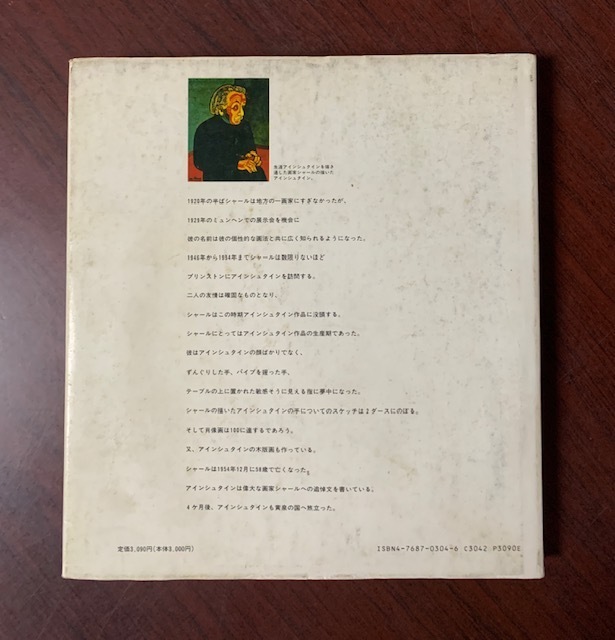 生涯アインシュタインを描き
通した画家シャールの描いた
アインシュタイン。
1920年の半ばシャールは地方の一画家にすぎなかったが、
1929年のミュンヘンでの展示会を機会に
彼の名前は彼の個性的な画法と共に広く知られるようになった。
1946年から1954年までシャールは数限りないほど
プリンストンにアインシュタインを訪問する。
二人の友情は確固なものとなり、
シャールはこの時期アインシュタイン作品に没頭する。
シャールにとってはアインシュタイン作品の生産期であった。
彼はアインシュタインの顔ばかりでなく、
ずんぐりした手、パイプを握った手、
テーブルの上に置かれた敏感そうに見える指に夢中になった。
シャールの描いたアインシュタインの手についてのスケッチは2ダースにのぼる。
そして肖像画は100に達するであろう。
又、アインシュタインの木版画も作っている。
シャールは1954年12月に58歳で亡くなった。
アインシュタインは偉大な画家シャールへの追悼文を書いている。
4ケ月後、アインシュタインも黄泉の国へ旅立った。
定価3,090円(本体3,000円)
ISBN4-7687-0304-6 C3042 P3090E